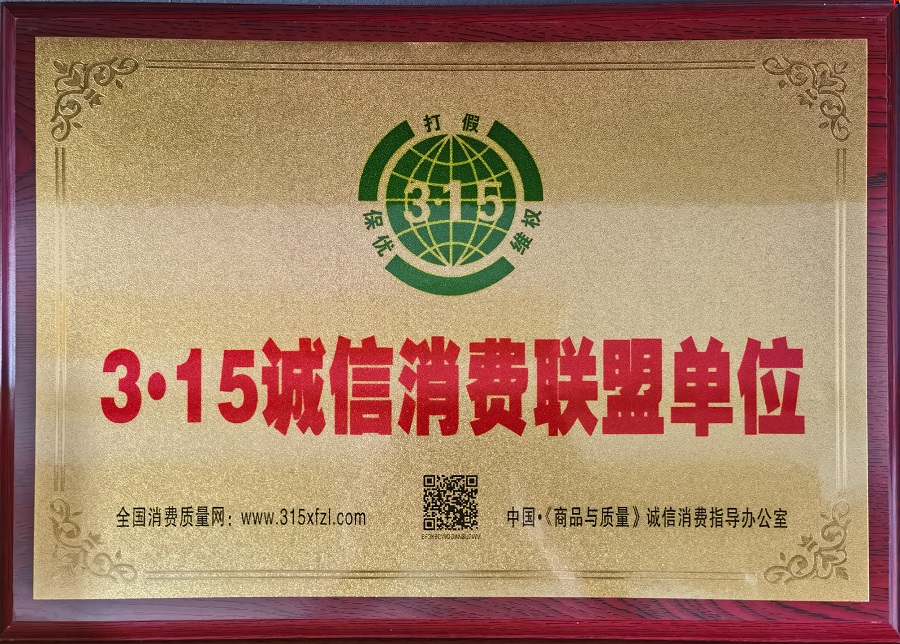 打假
保优
维权
3·15
3·15诚信消费联盟单位
全国消费质量网：www.315xfzl.com
中国·《商品与质量》诚信消费指导办公室